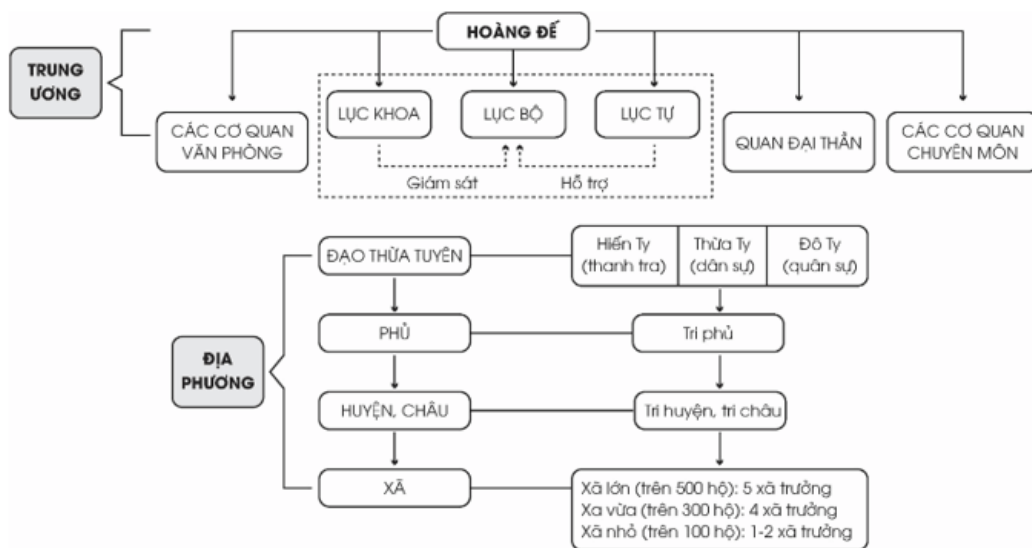 HOÀNG ĐẾ
TRUNG
ƯƠNG
LỤC KHOA
LỤC BỘ
LỤC TỰ
CÁC CƠ QUAN
VĂN PHÒNG
QUAN ĐẠI THẦN
CÁC CƠ QUAN
CHUYÊN MÔN
Giám sát
Hỗ trợ
ĐỊA
PHƯƠNG
ĐẠO THỪA TUYÊN
Hiến Ty
(thanh tra)
Thừa Ty
(dân sự)
Đô Ty
(quân sự)
PHỦ
Tri phủ
HUYỆN, CHÂU
Tri huyện, tri châu
XÃ
Xã lớn (trên 500 hộ): 5 xã trưởng
Xa vừa (trên 300 hộ): 4 xã trưởng
Xã nhỏ (trên 100 hộ): 1-2 xã trưởng